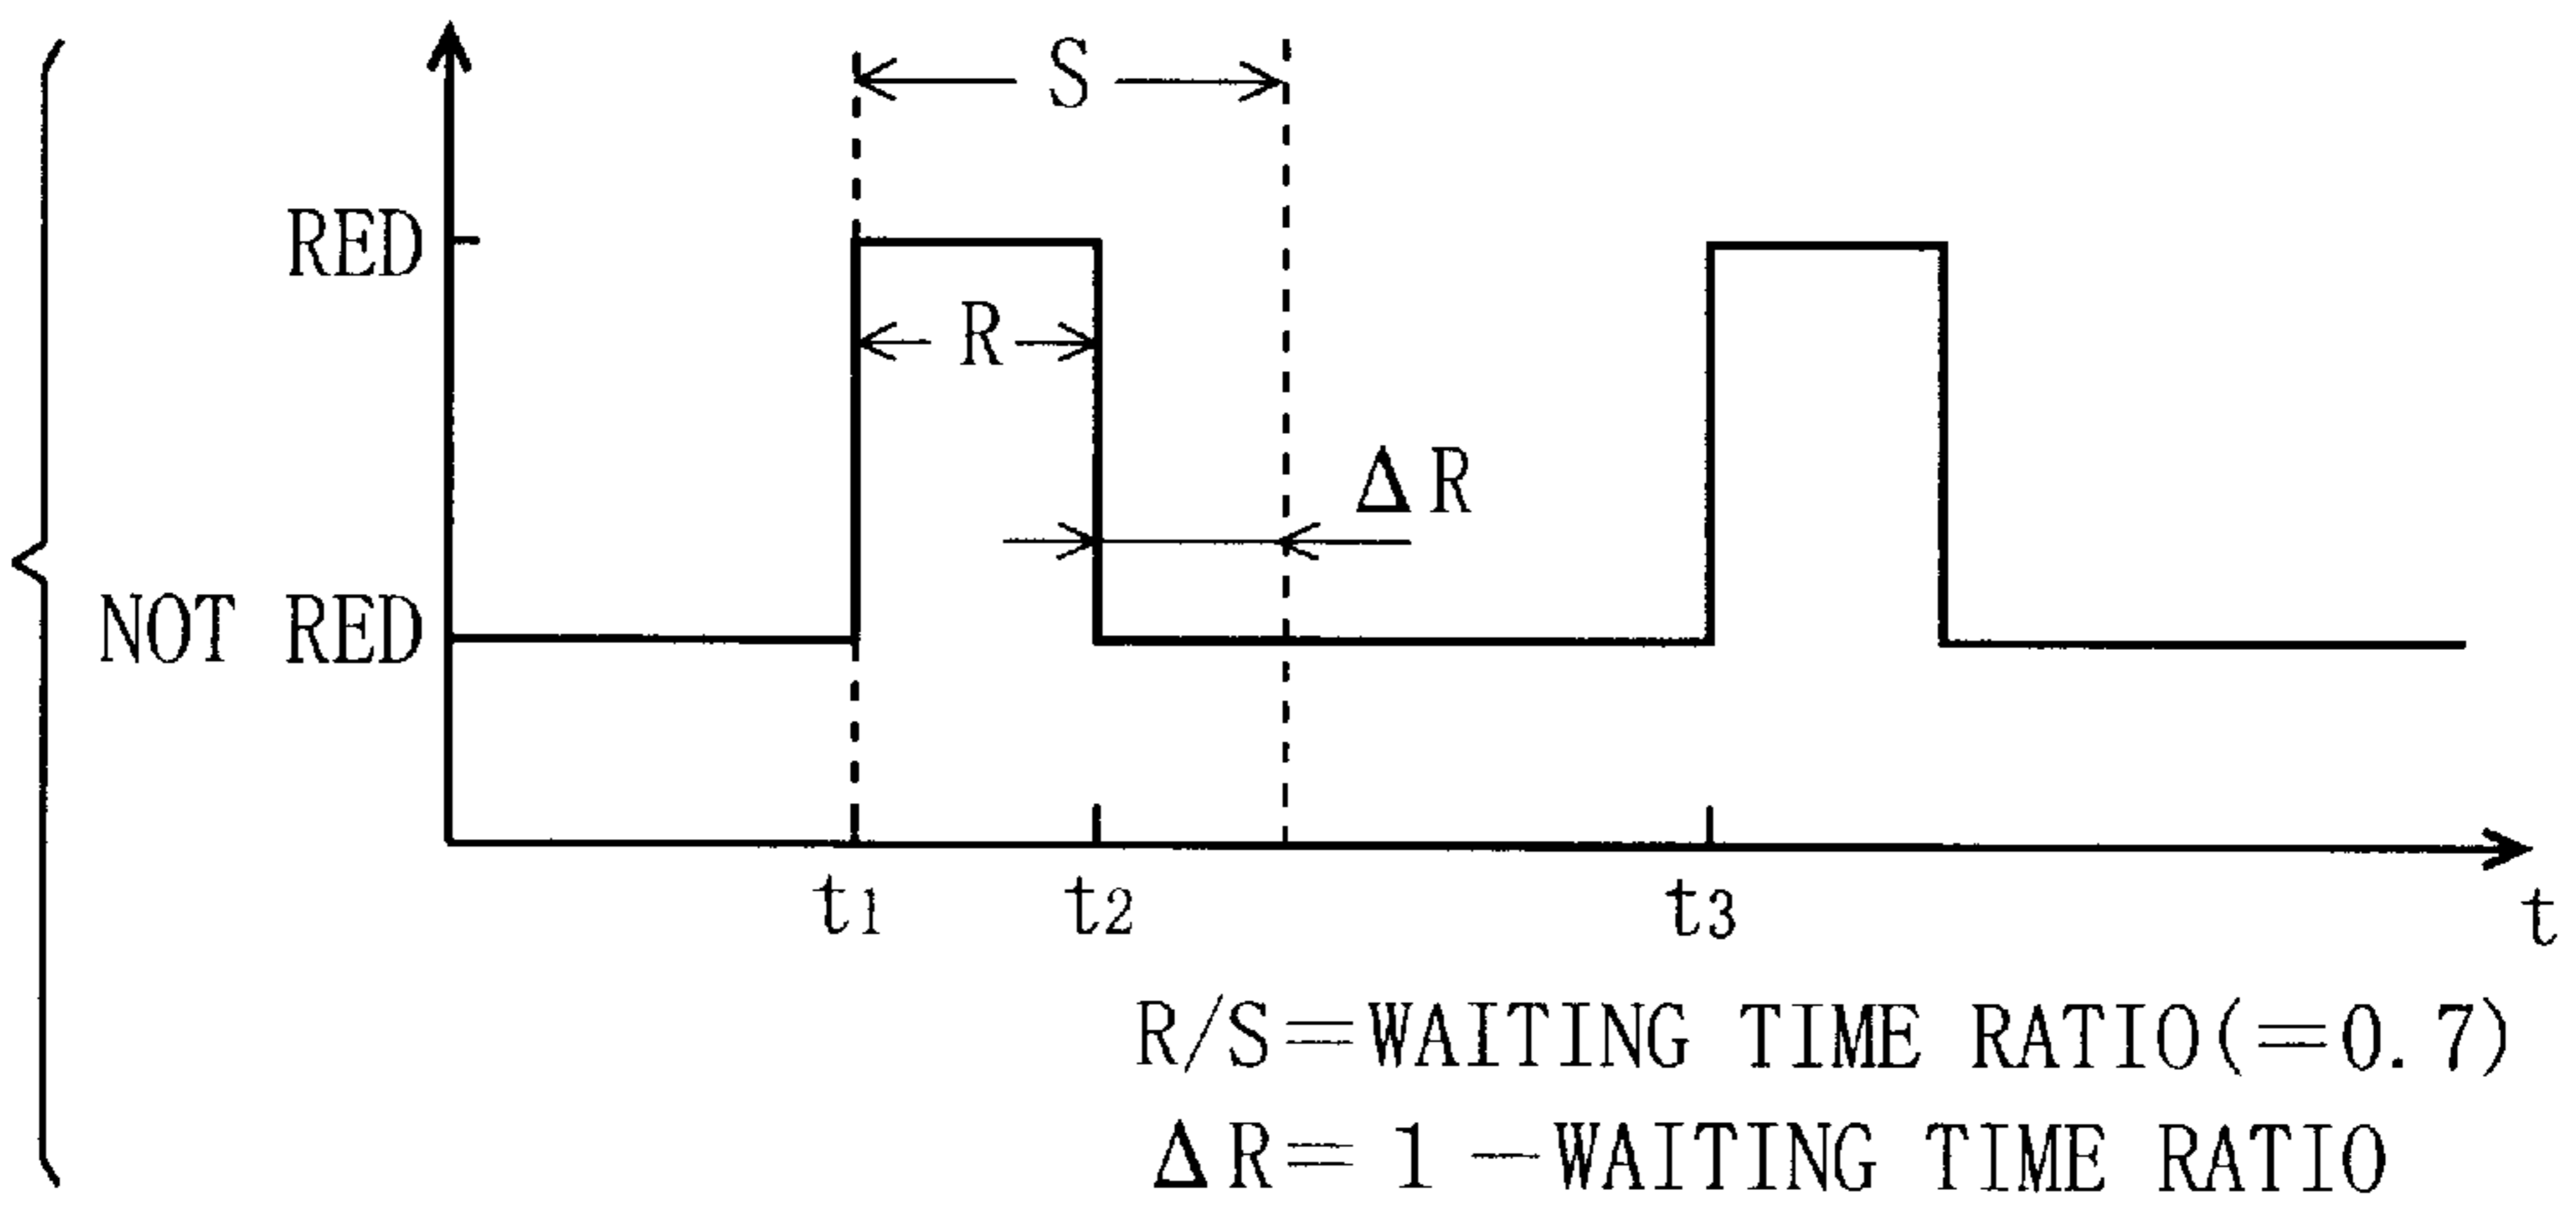 S
RED
R
ΔR
NOT RED
t1 t2 t3 t
R/S=WAITING TIME RATIO(=0.7)
ΔR=1-WAITING TIME RATIO